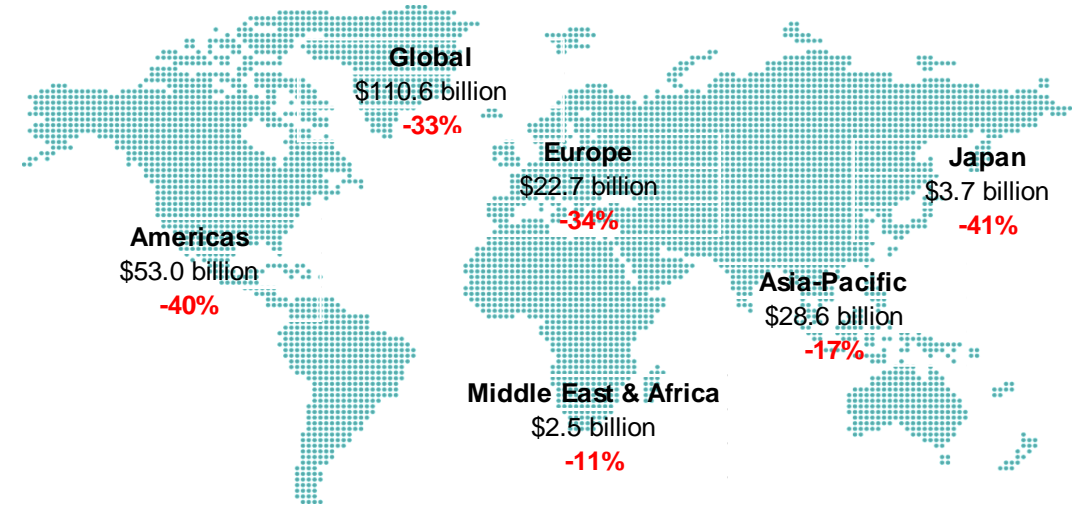 Global
$110.6 billion
-33%
Europe
$22.7 billion
-34%
Japan
$3.7 billion
-41%
Americas
$53.0 billion
-40%
Asia-Pacific
$28.6 billion
-17%
Middle East & Africa
$2.5 billion
-11%